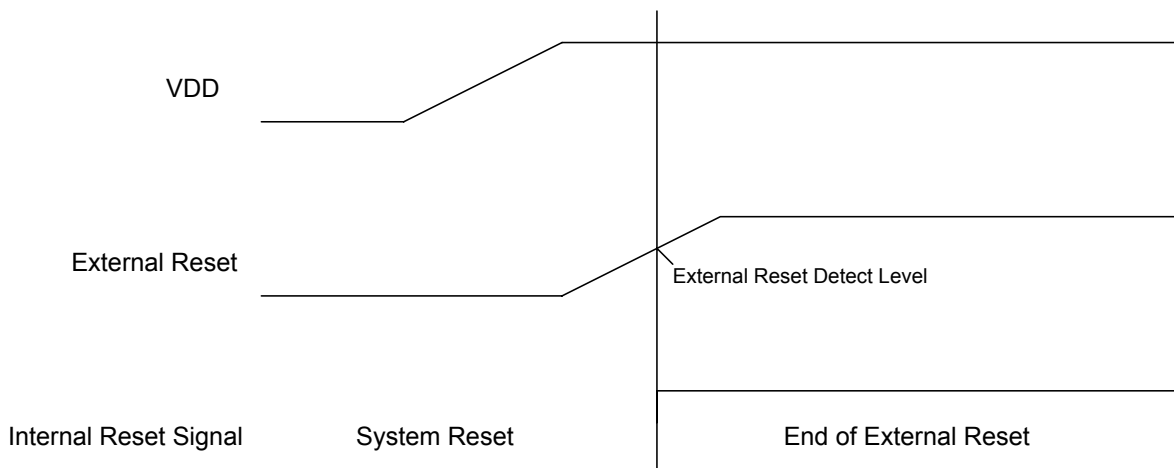 VDD
External Reset
External Reset Detect Level
Internal Reset Signal
System Reset
End of External Reset